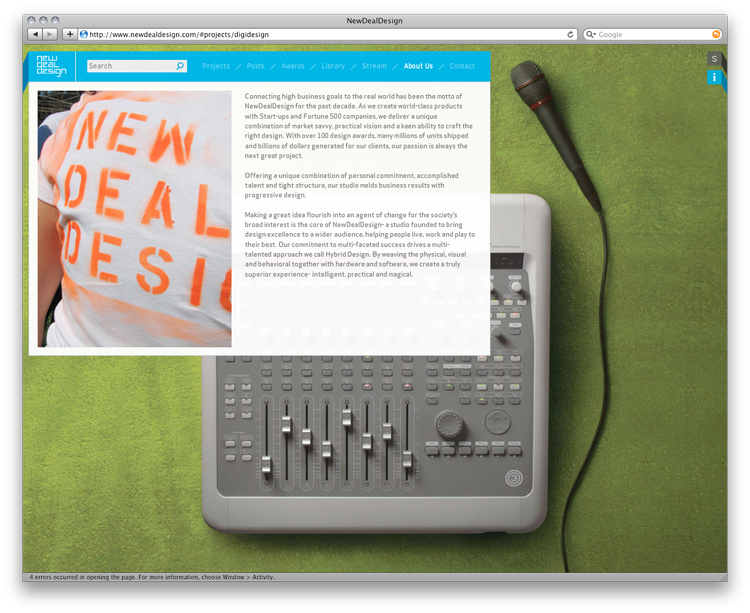 NewDealDesign
http://www.newdealdesign.com/#projects/digidesign
Google
new
deal
design
Search
Projects / Posts / Awards / Library / Stream / About Us / Contact
S
i
NEW
DEAL
DESI
Connecting high business goals to the real world has been the motto of
NewDealDesign for the past decade. As we create world-class products
with Start-ups and Fortune 500 companies, we deliver a unique
combination of market savvy, practical vision and a keen ability to craft the
right design. With over 100 design awards, many millions of units shipped
and billions of dollars generated for our clients, our passion is always the
next great project.
Offering a unique combination of personal commitment, accomplished
talent and tight structure, our studio melds business results with
progressive design.
Making a great idea flourish into an agent of change for the society's
broad interest is the core of NewDealDesign- a studio founded to bring
design excellence to a wider audience, helping people live, work and play to
their best. Our commitment to multi-faceted success drives a multi-
talented approach we call Hybrid Design. By weaving the physical, visual
and behavioral together with hardware and software, we create a truly
superior experience- intelligent, practical and magical.
4 errors occurred in opening the page. For more information, choose Window > Activity.